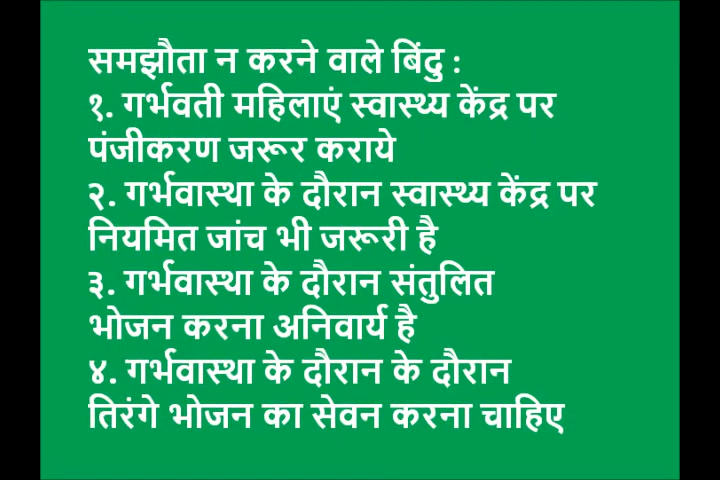 समझौता न करने वाले बिंदु :
१. गर्भवती महिलाएं स्वास्थ्य केंद्र पर
पंजीकरण जरूर कराये
२. गर्भवास्था के दौरान स्वास्थ्य केंद्र पर
नियमित जांच भी जरूरी है
३. गर्भवास्था के दौरान संतुलित
भोजन करना अनिवार्य है
४. गर्भवास्था के दौरान के दौरान
तिरंगे भोजन का सेवन करना चाहिए